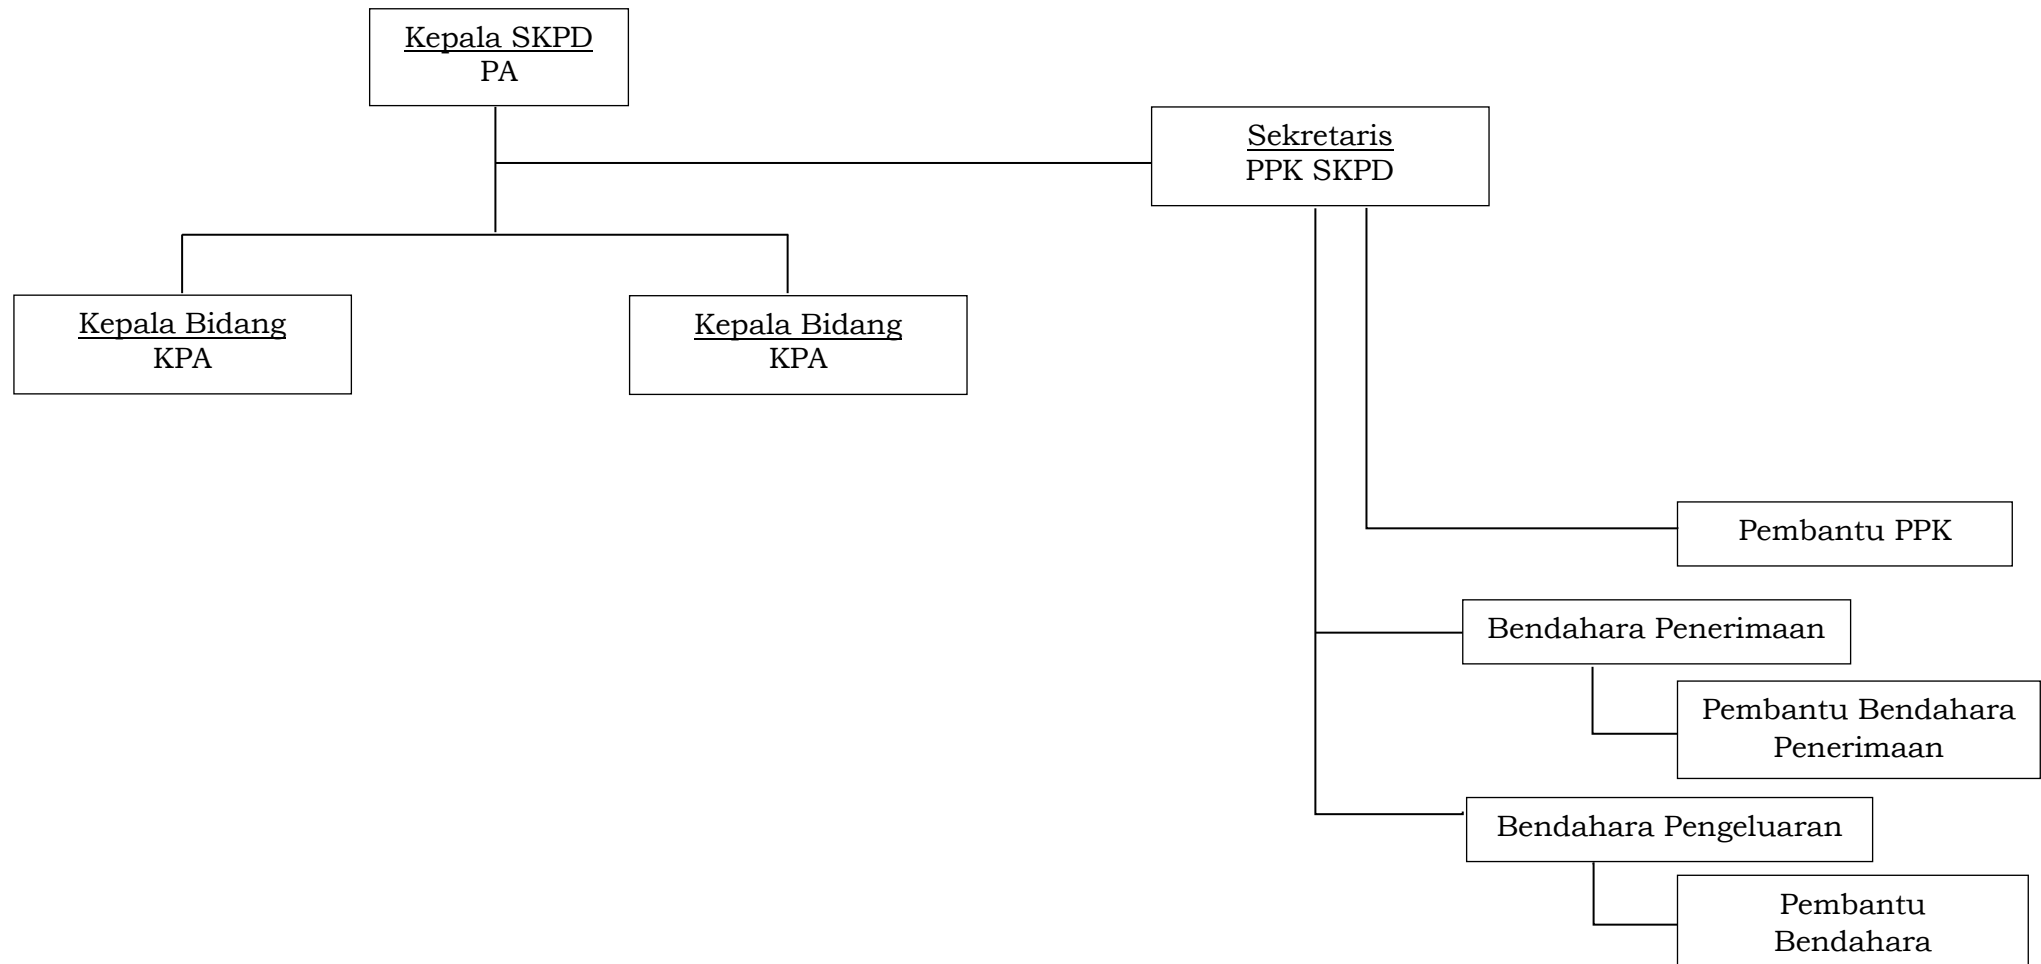 Kepala SKPD
PA
Sekretaris
PPK SKPD
Kepala Bidang
KPA
Kepala Bidang
KPA
Pembantu PPK
Bendahara Penerimaan
Pembantu Bendahara
Penerimaan
Bendahara Pengeluaran
Pembantu
Bendahara